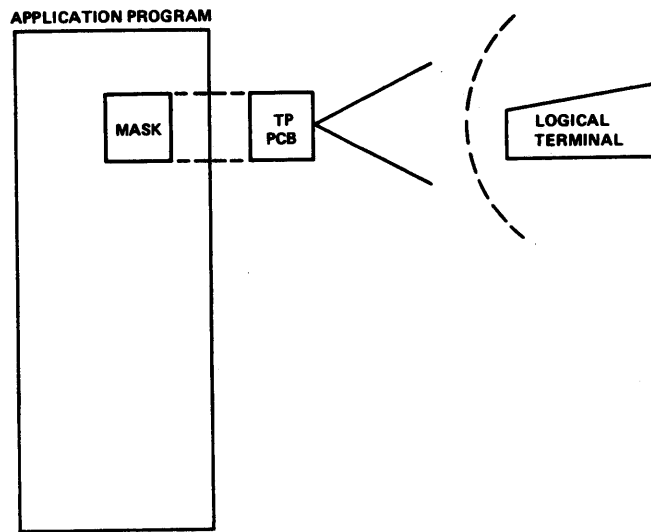 APPLICATION PROGRAM
MASK
TP
PCB
LOGICAL
TERMINAL